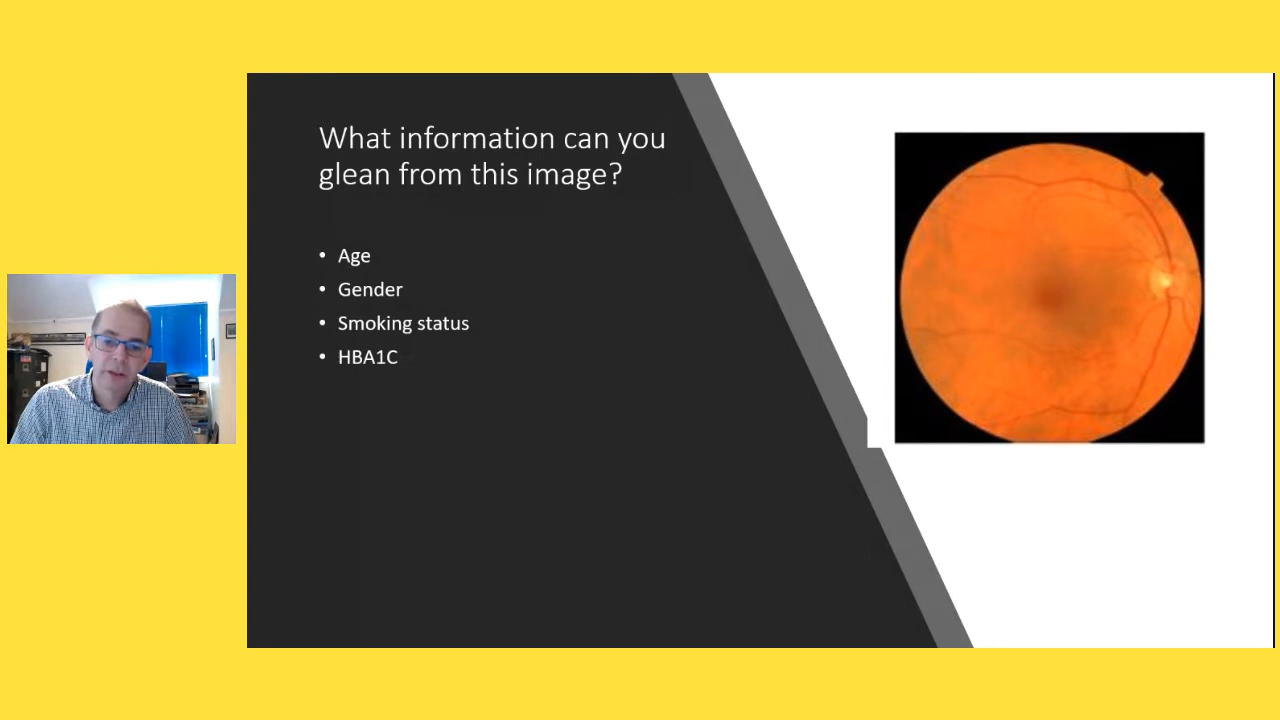 What information can you
glean from this image?
• Age
• Gender
• Smoking status
• HBA1C